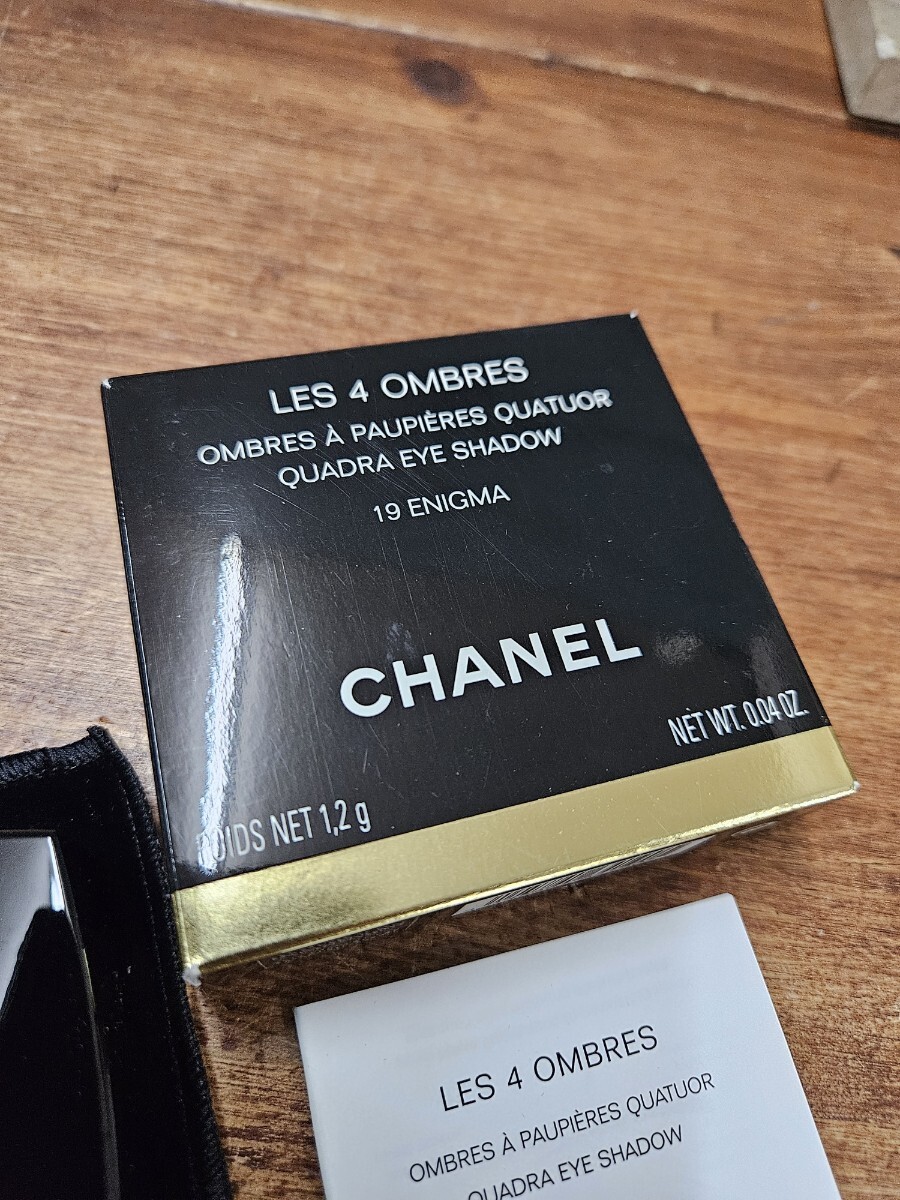 LES 4 OMBRES
OMBRES À PAUPIÈRES QUATUOR
QUADRA EYE SHADOW
19 ENIGMA
CHANEL
NET WT. 0.04 OZ.
POIDS NET 1,2 g
LES 4 OMBRES
OMBRES À PAUPIÈRES QUATUOR
QUADRA EYE SHADOW